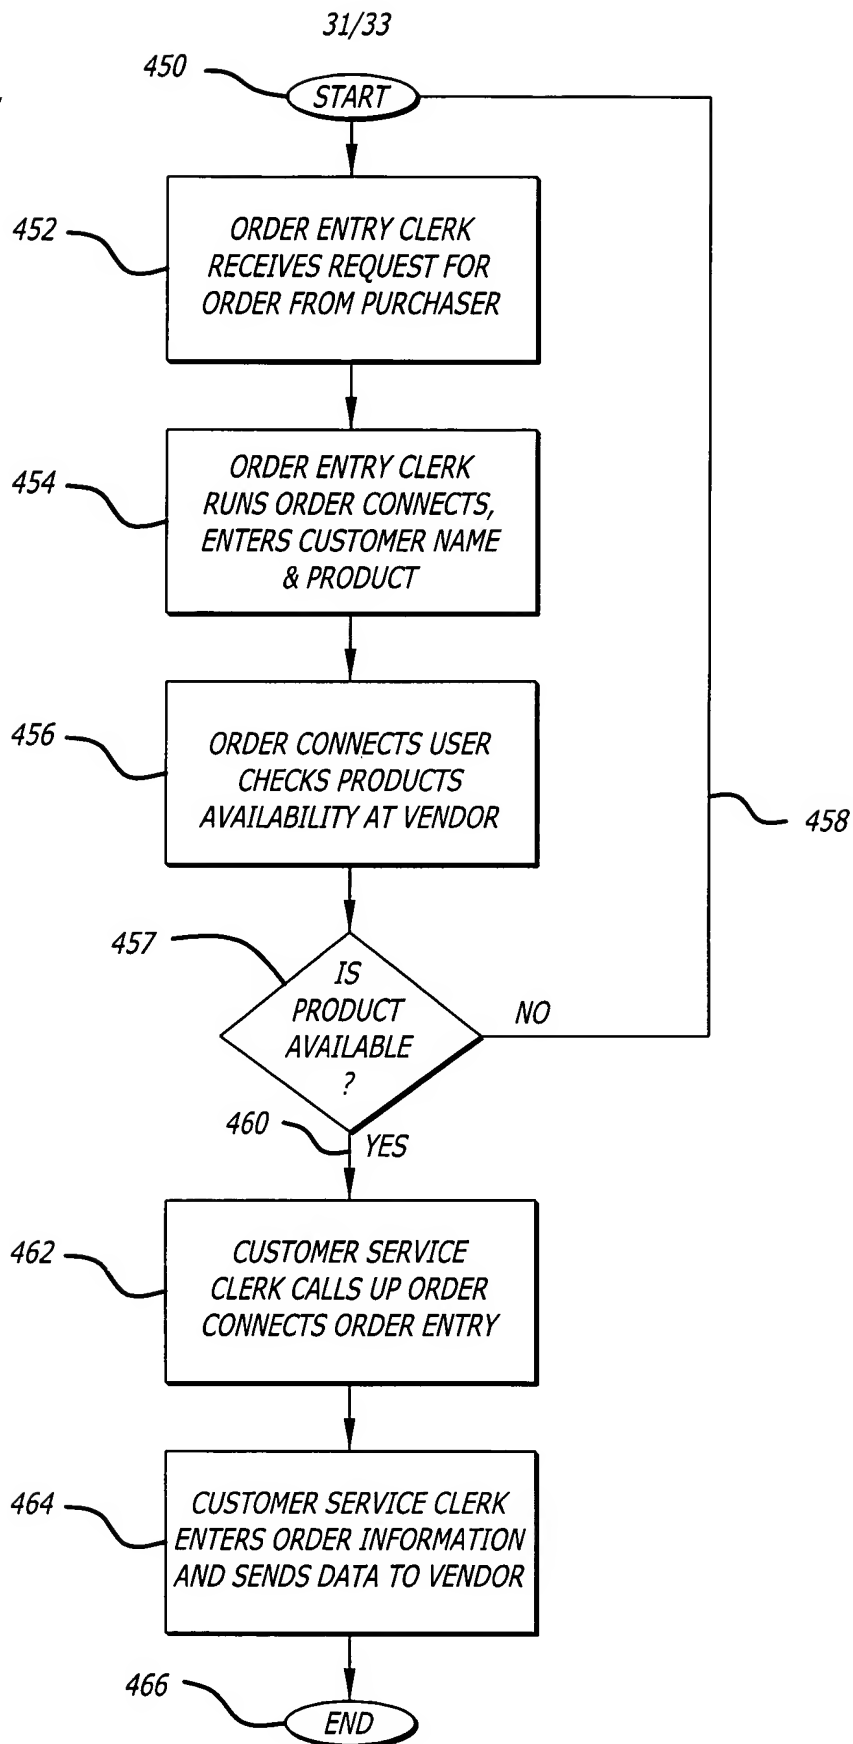 31/33
450
START
452
ORDER ENTRY CLERK
RECEIVES REQUEST FOR
ORDER FROM PURCHASER
454
ORDER ENTRY CLERK
RUNS ORDER CONNECTS,
ENTERS CUSTOMER NAME
& PRODUCT
456
ORDER CONNECTS USER
CHECKS PRODUCTS
AVAILABILITY AT VENDOR
458
457
IS
PRODUCT
AVAILABLE
?
NO
460
YES
462
CUSTOMER SERVICE
CLERK CALLS UP ORDER
CONNECTS ORDER ENTRY
464
CUSTOMER SERVICE CLERK
ENTERS ORDER INFORMATION
AND SENDS DATA TO VENDOR
466
END